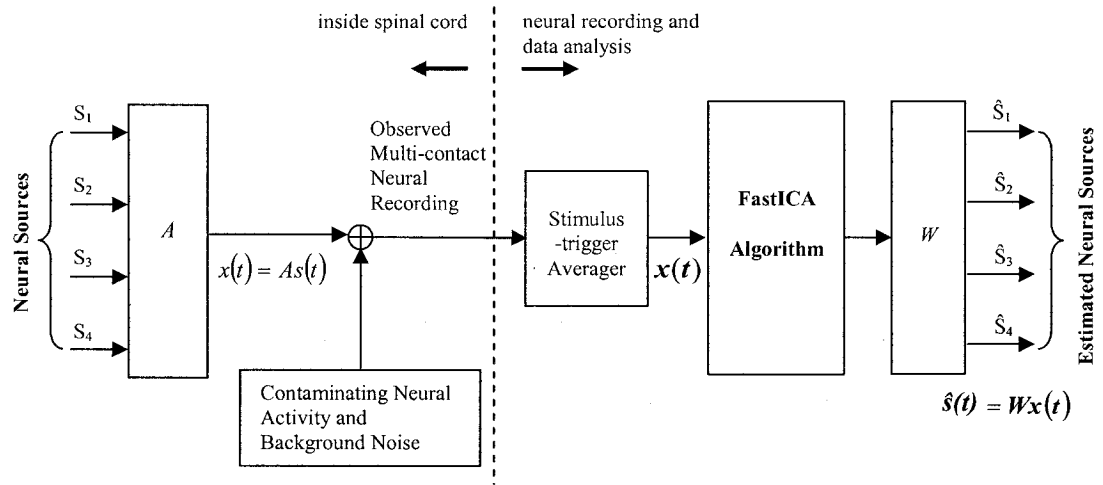 inside spinal cord
neural recording and
data analysis
Neural Sources
S₁
S₂
S₃
S₄
A
x(t) = As(t)
Observed
Multi-contact
Neural
Recording
Contaminating Neural
Activity and
Background Noise
Stimulus
-trigger
Averager
x(t)
FastICA
Algorithm
W
Ŝ₁
Ŝ₂
Ŝ₃
Ŝ₄
Estimated Neural Sources
ŝ(t) = Wx(t)